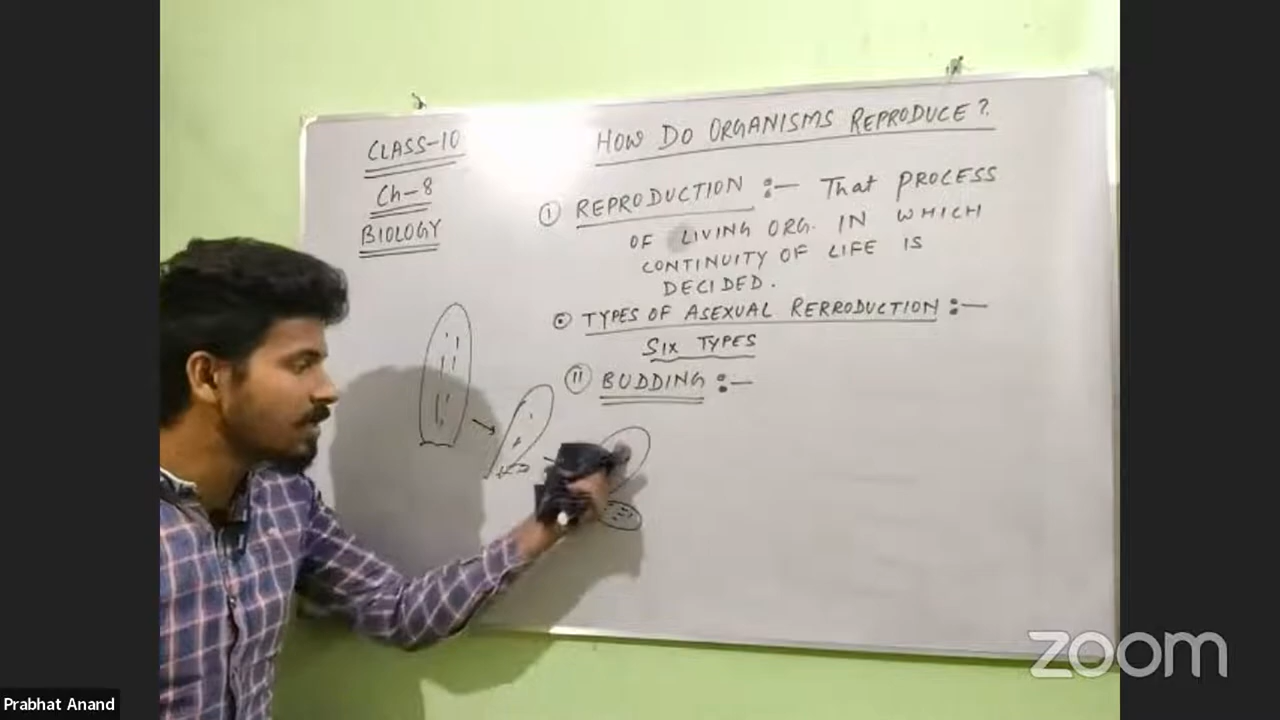 CLASS-10
Ch-8
BIOLOGY
HOW DO ORGANISMS REPRODUCE?
(I) REPRODUCTION :- That PROCESS
OF LIVING ORG. IN WHICH
CONTINUITY OF LIFE IS
DECIDED.
TYPES OF ASEXUAL RERRODUCTION :-
SIX TYPES
(II) BUDDING :-
zoom
Prabhat Anand